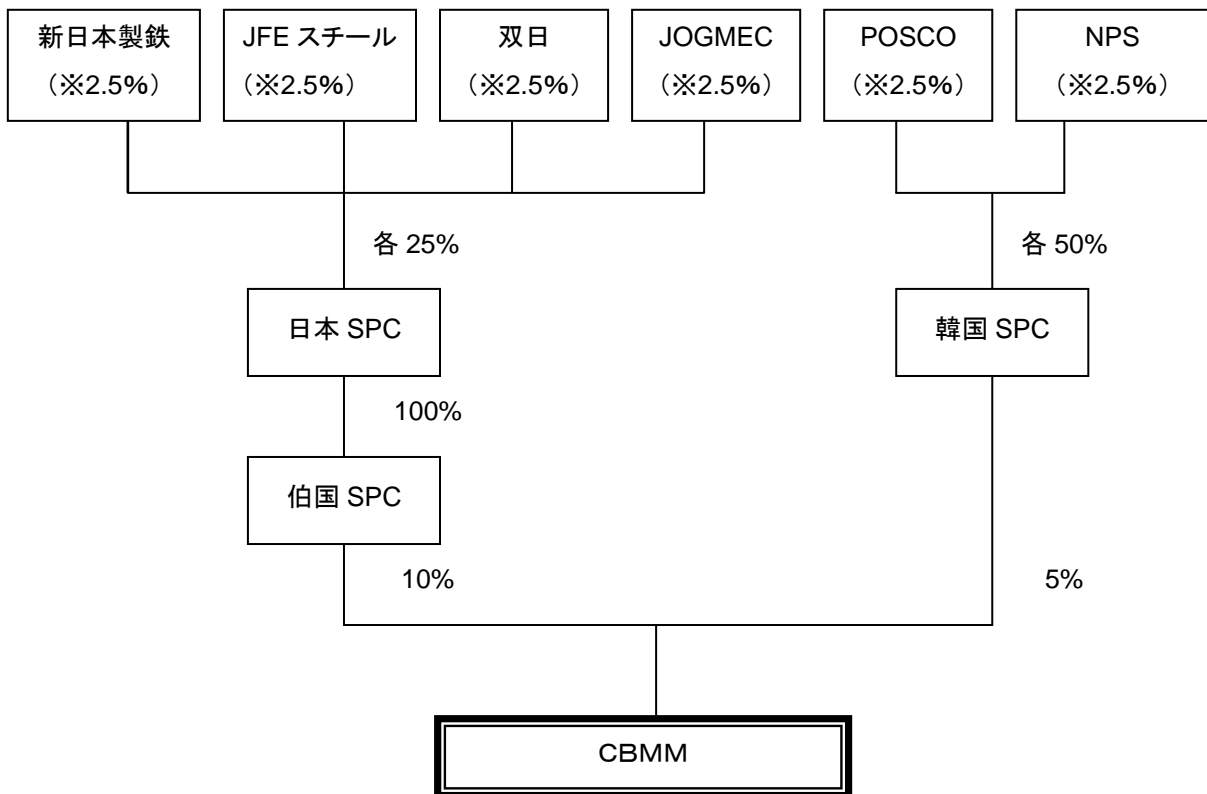 新日本製鉄
（※2.5%）
JFE スチール
（※2.5%）
双日
（※2.5%）
JOGMEC
（※2.5%）
POSCO
（※2.5%）
NPS
（※2.5%）
各 25%
各 50%
日本 SPC
韓国 SPC
100%
伯国 SPC
10%
5%
ＣＢＭＭ